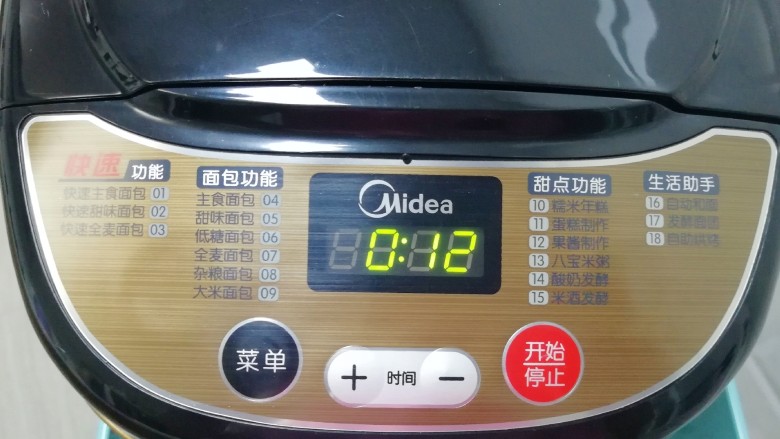 快速 功能
快速主食面包 01
快速甜味面包 02
快速全麦面包 03
面包功能
主食面包 04
甜味面包 05
低糖面包 06
全麦面包 07
杂粮面包 08
大米面包 09
Midea
0:12
甜点功能
10 糯米年糕
11 蛋糕制作
12 果酱制作
13 八宝米粥
14 酸奶发酵
15 米酒发酵
生活助手
16 自动和面
17 发酵面团
18 自助烘烤
菜单
+ 时间 −
开始
停止